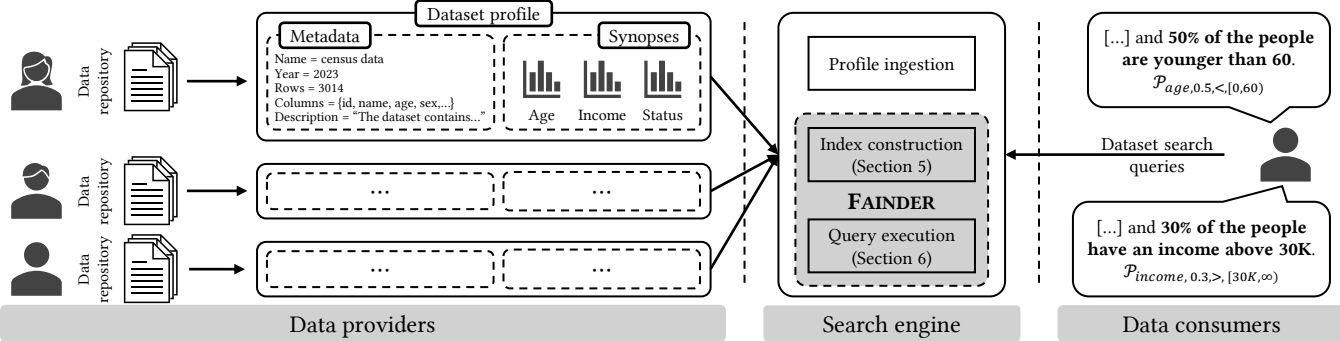 Data
repository
Dataset profile
Metadata
Name = census data
Year = 2023
Rows = 3014
Columns = {id, name, age, sex,...}
Description = “The dataset contains...”
Synopses
Age
Income
Status
Data
repository
...
...
Data
repository
...
...
Data providers
Profile ingestion
Index construction
(Section 5)
FAINDER
Query execution
(Section 6)
Search engine
[...] and 50% of the people
are younger than 60.
𝒫age,0.5,<,[0,60)
Dataset search
queries
[...] and 30% of the people
have an income above 30K.
𝒫income, 0.3,>, [30K,∞)
Data consumers